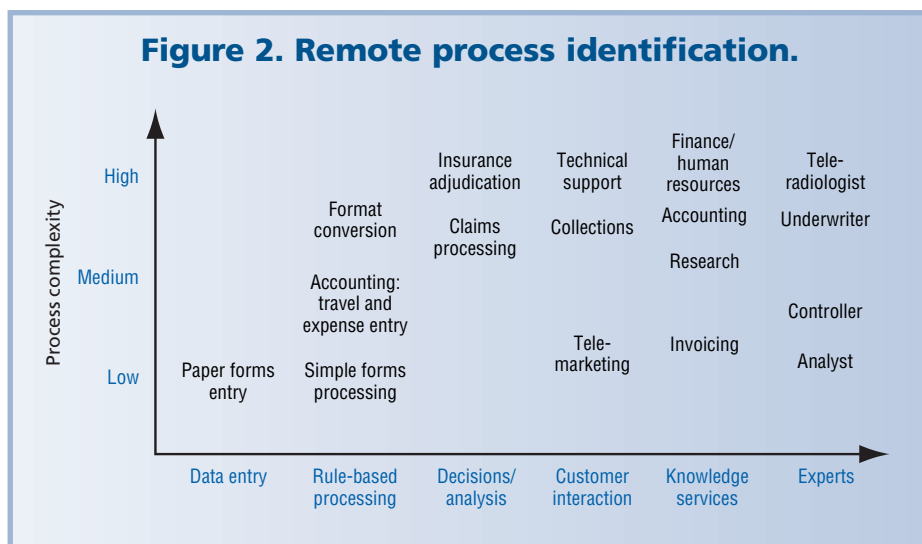 Figure 2. Remote process identification.
Process complexity
High
Medium
Low
Paper forms
entry
Format
conversion
Accounting:
travel and
expense entry
Simple forms
processing
Insurance
adjudication
Claims
processing
Technical
support
Collections
Tele-
marketing
Finance/
human
resources
Accounting
Research
Invoicing
Tele-
radiologist
Underwriter
Controller
Analyst
Data entry
Rule-based
processing
Decisions/
analysis
Customer
interaction
Knowledge
services
Experts